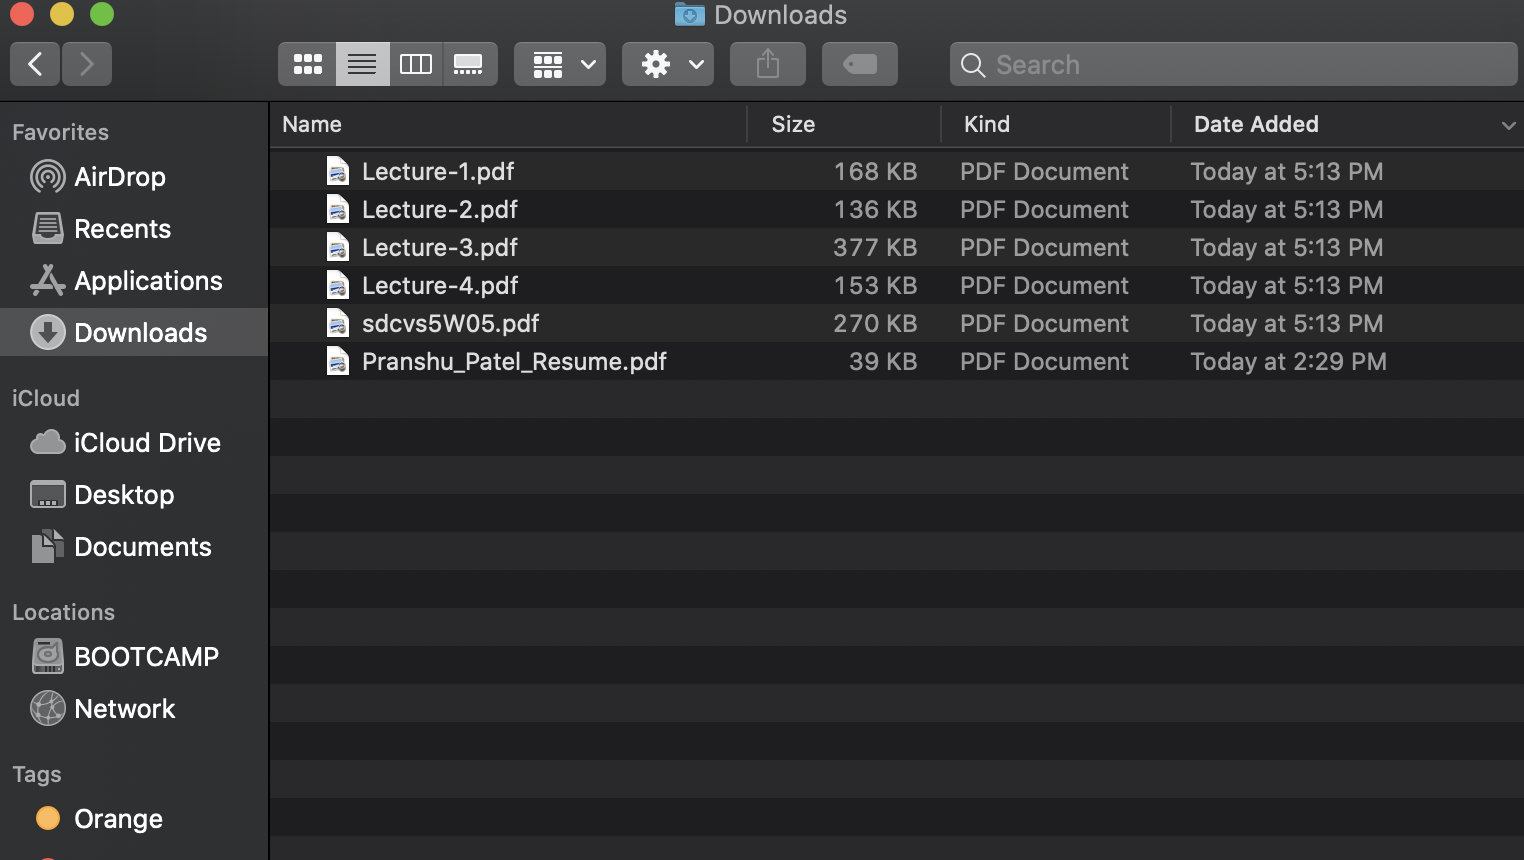 Downloads
Search
Favorites
AirDrop
Recents
Applications
Downloads
iCloud
iCloud Drive
Desktop
Documents
Locations
BOOTCAMP
Network
Tags
Orange
Name Size Kind Date Added
Lecture-1.pdf 168 KB PDF Document Today at 5:13 PM
Lecture-2.pdf 136 KB PDF Document Today at 5:13 PM
Lecture-3.pdf 377 KB PDF Document Today at 5:13 PM
Lecture-4.pdf 153 KB PDF Document Today at 5:13 PM
sdcvs5W05.pdf 270 KB PDF Document Today at 5:13 PM
Pranshu_Patel_Resume.pdf 39 KB PDF Document Today at 2:29 PM